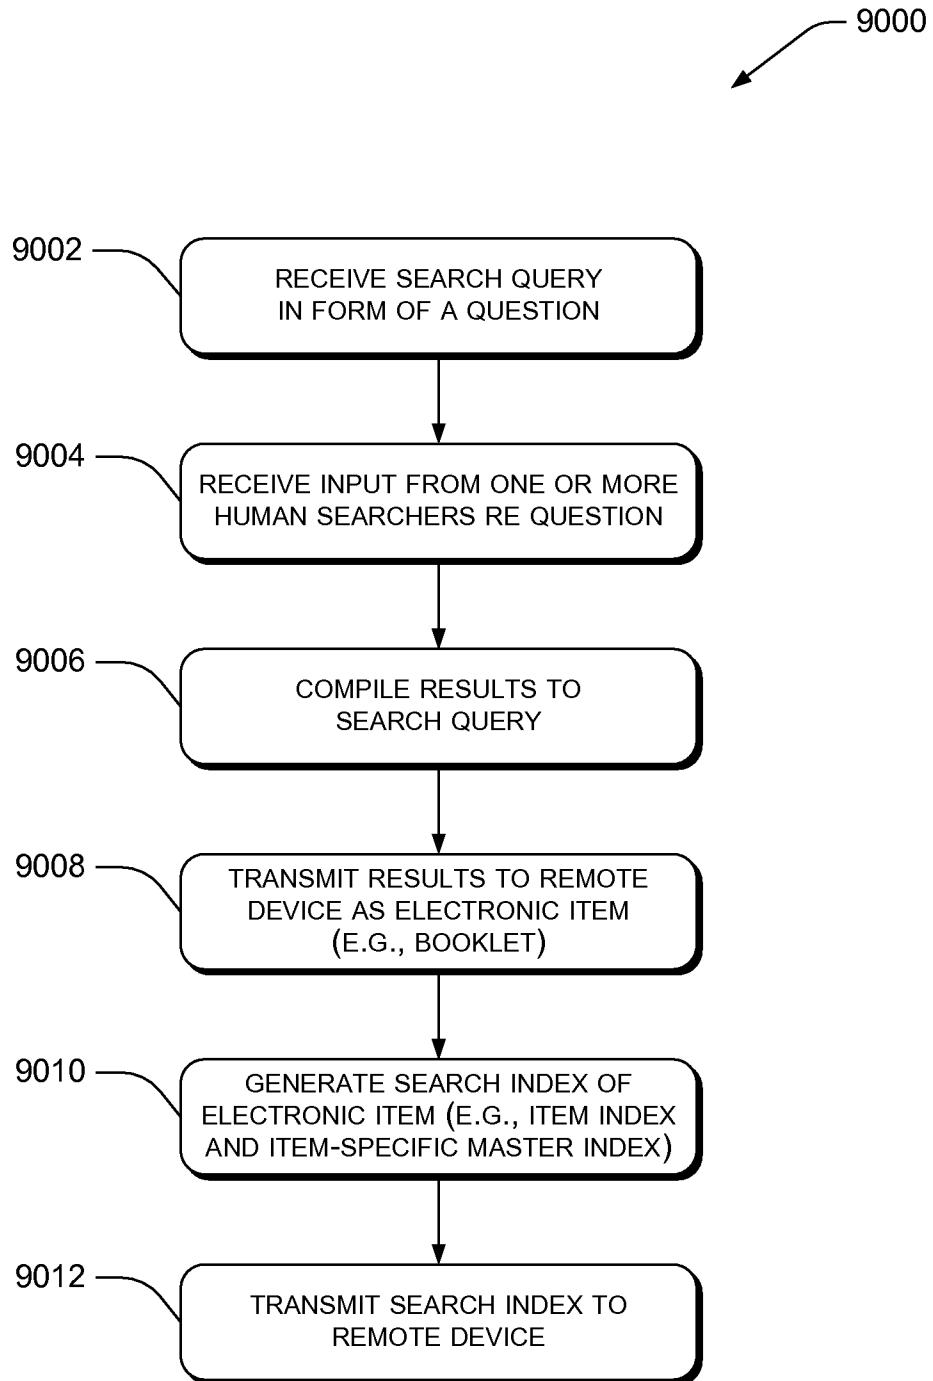 9000
9002
RECEIVE SEARCH QUERY
IN FORM OF A QUESTION
9004
RECEIVE INPUT FROM ONE OR MORE
HUMAN SEARCHERS RE QUESTION
9006
COMPILE RESULTS TO
SEARCH QUERY
9008
TRANSMIT RESULTS TO REMOTE
DEVICE AS ELECTRONIC ITEM
(E.G., BOOKLET)
9010
GENERATE SEARCH INDEX OF
ELECTRONIC ITEM (E.G., ITEM INDEX
AND ITEM-SPECIFIC MASTER INDEX)
9012
TRANSMIT SEARCH INDEX TO
REMOTE DEVICE